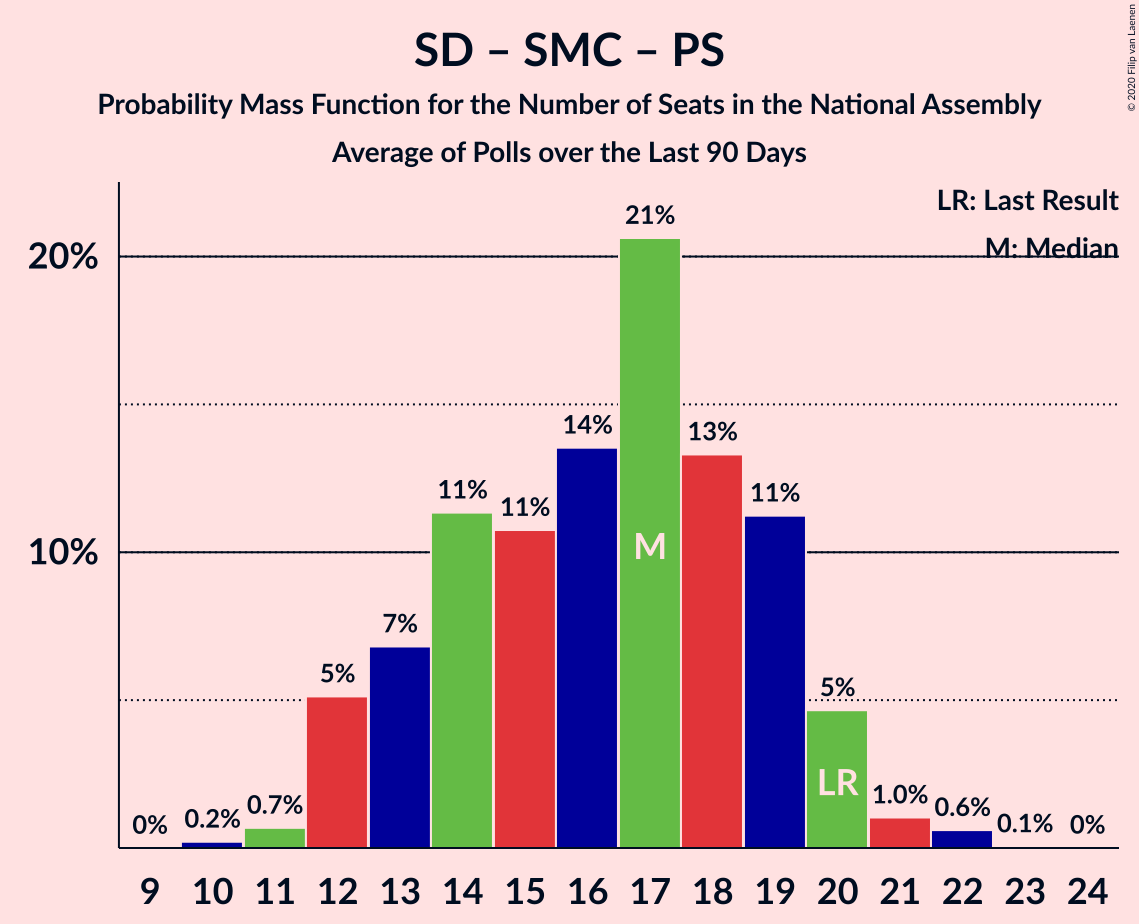 SD – SMC – PS
Probability Mass Function for the Number of Seats in the National Assembly
Average of Polls over the Last 90 Days
© 2020 Filip van Laenen
LR: Last Result
M: Median
20%
10%
0% 0.2% 0.7% 5% 7% 11% 11% 14% 21% 13% 11% 5% 1.0% 0.6% 0.1% 0%
M
LR
9 10 11 12 13 14 15 16 17 18 19 20 21 22 23 24